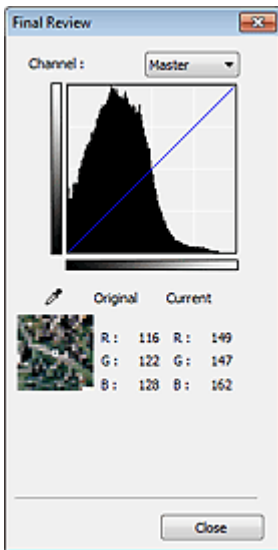 Final Review
Channel : Master
Original Current
R : 116 R : 149
G : 122 G : 147
B : 128 B : 162
Close